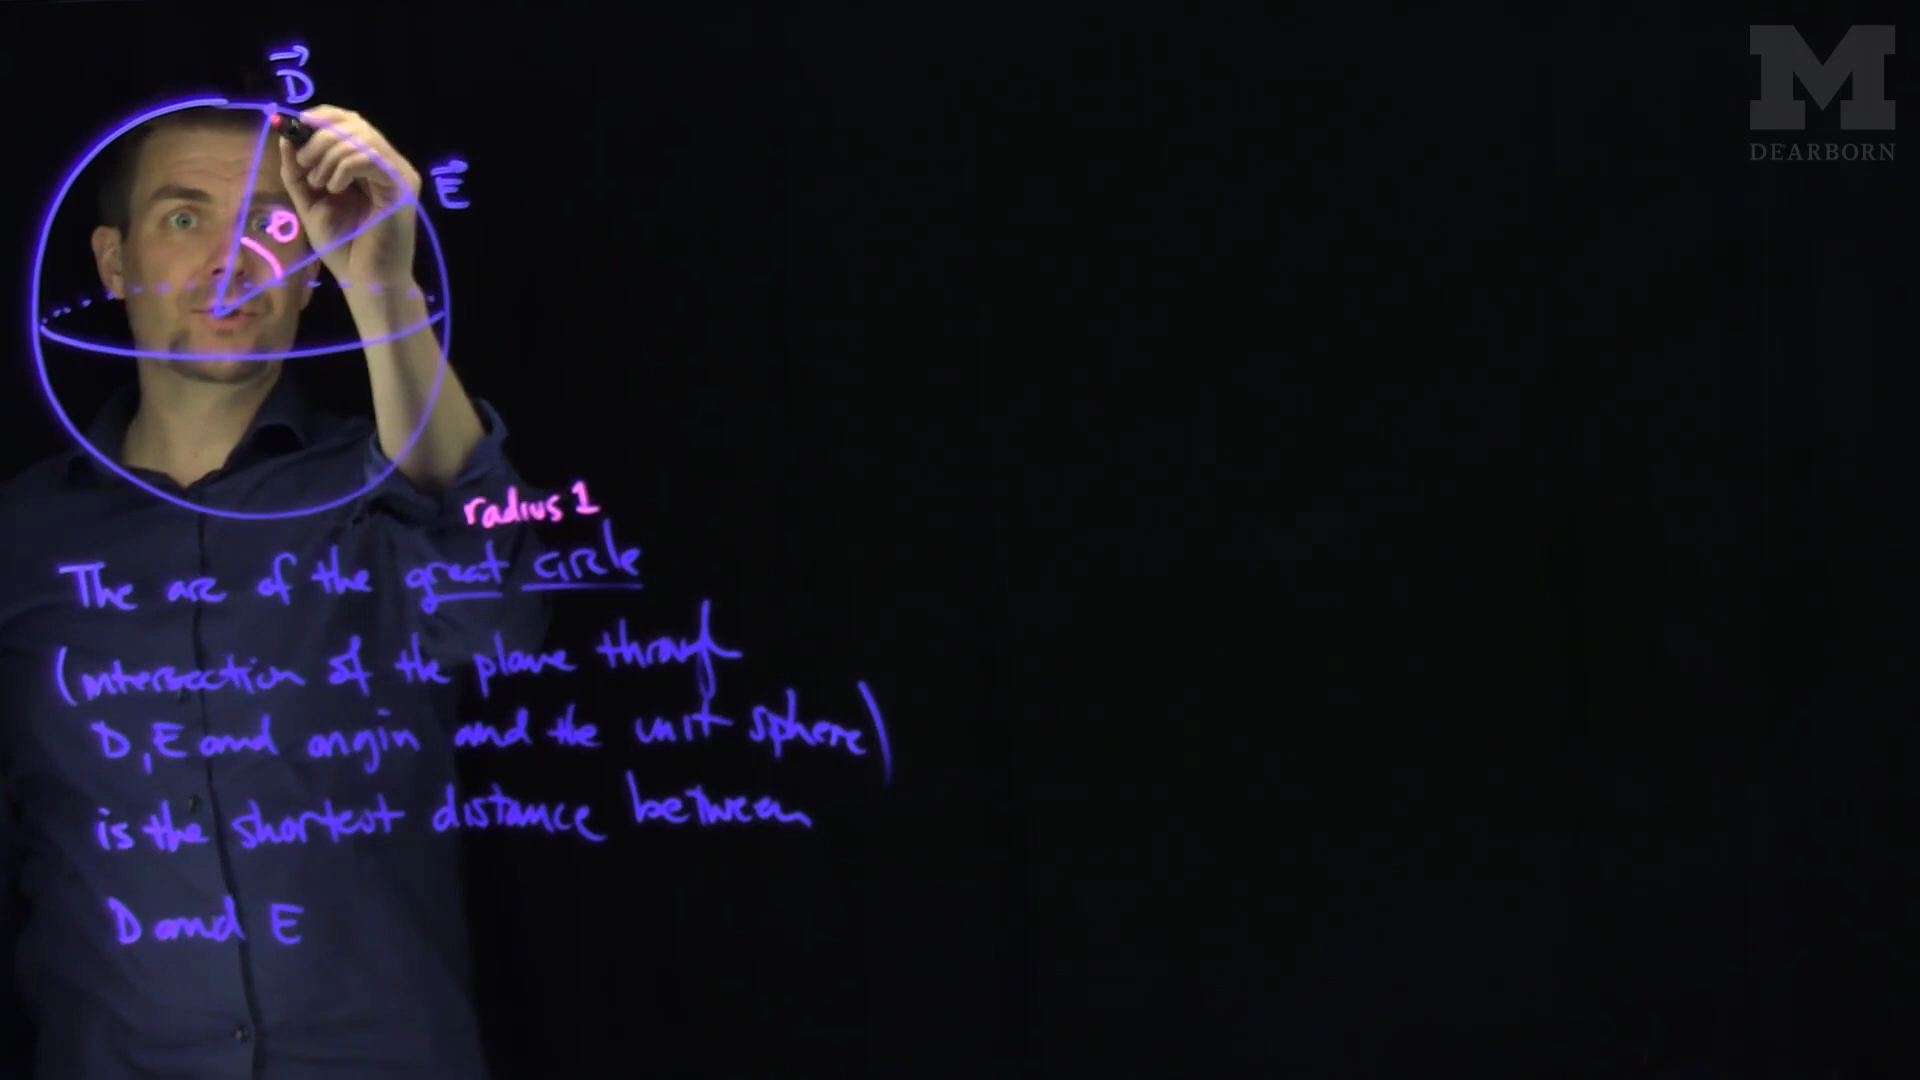 D
E
θ
radius 1
The arc of the great circle
(intersection of the plane through
D, E and origin and the unit sphere)
is the shortest distance between
D and E
M
DEARBORN